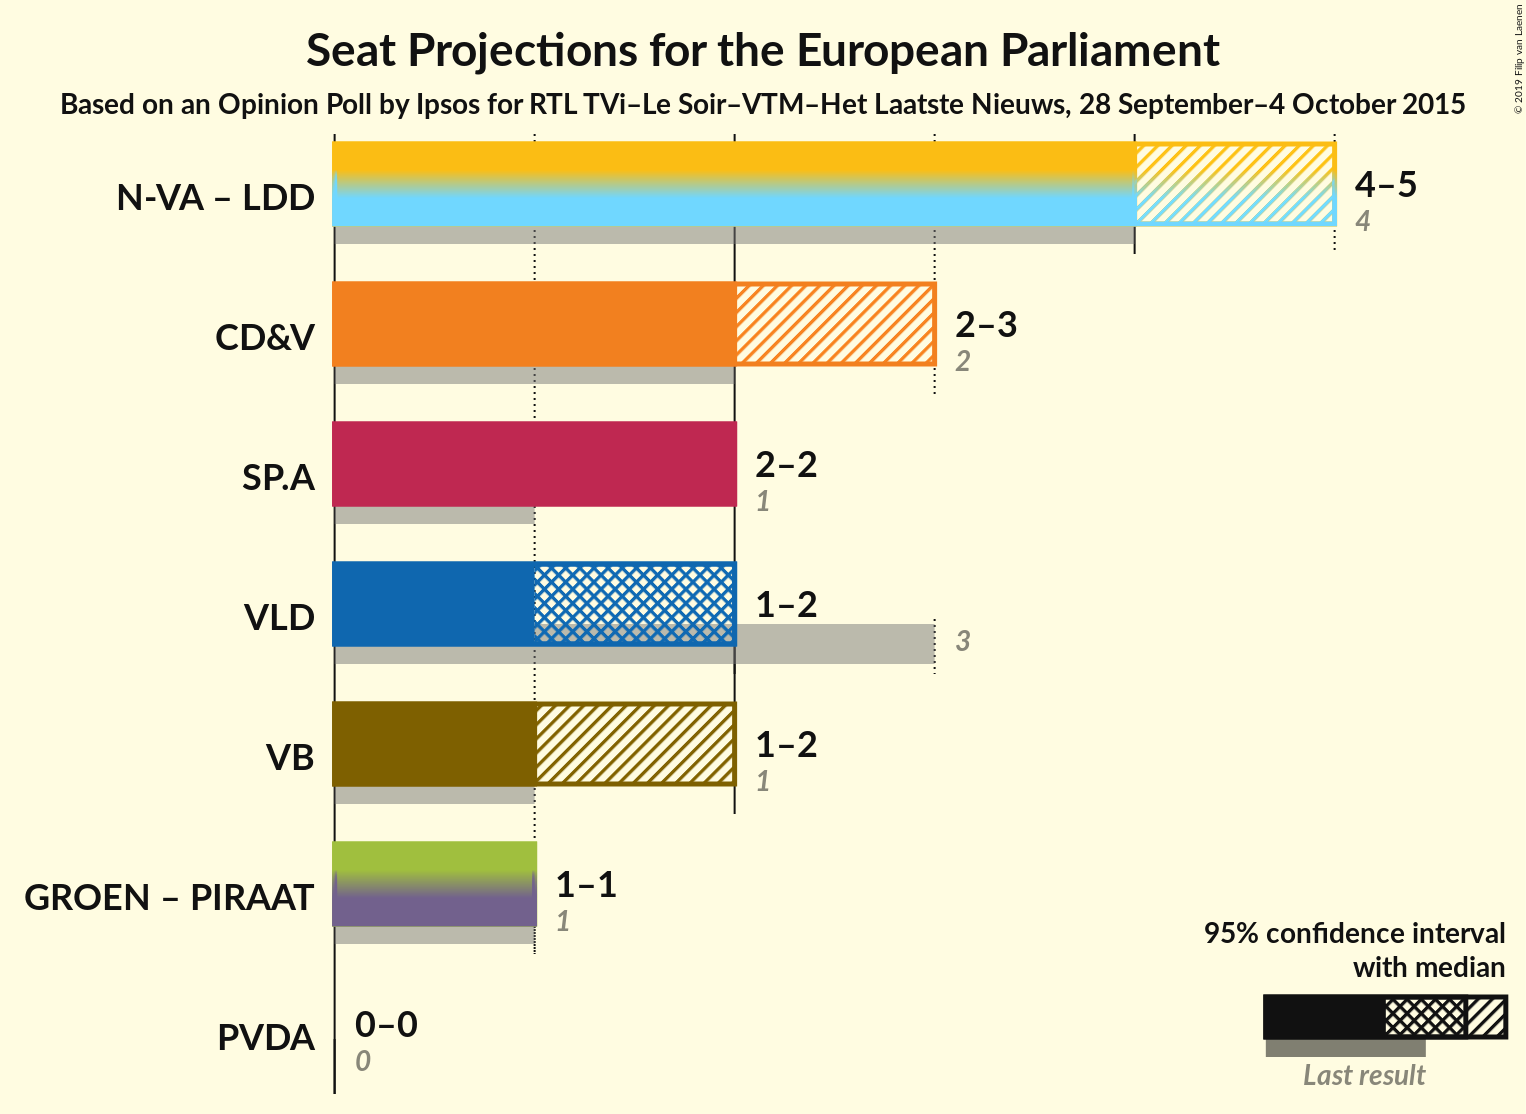 Seat Projections for the European Parliament
Based on an Opinion Poll by Ipsos for RTL TVi–Le Soir–VTM–Het Laatste Nieuws, 28 September–4 October 2015
© 2019 Filip van Laenen
N-VA – LDD
4–5
4
CD&V
2–3
2
SP.A
2–2
1
VLD
1–2
3
VB
1–2
1
GROEN – PIRAAT
1–1
1
PVDA
0–0
0
95% confidence interval
with median
Last result